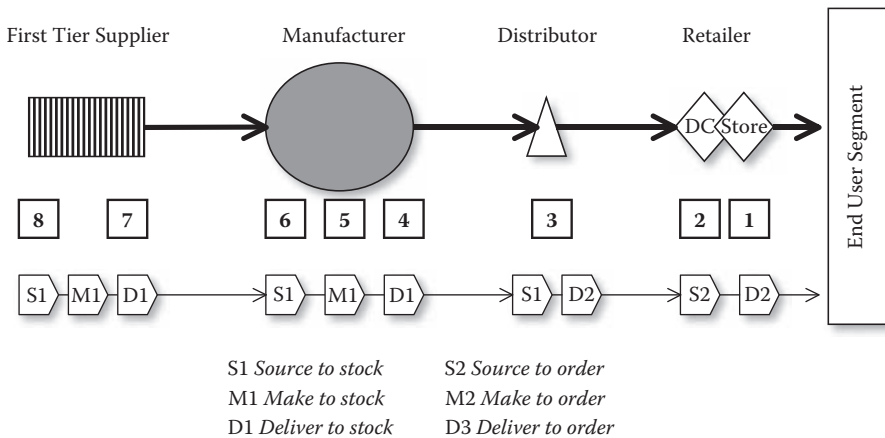 First Tier Supplier Manufacturer Distributor Retailer
DC Store
End User Segment
8 7 6 5 4 3 2 1
S1 M1 D1 S1 M1 D1 S1 D2 S2 D2
S1 Source to stock S2 Source to order
M1 Make to stock M2 Make to order
D1 Deliver to stock D3 Deliver to order